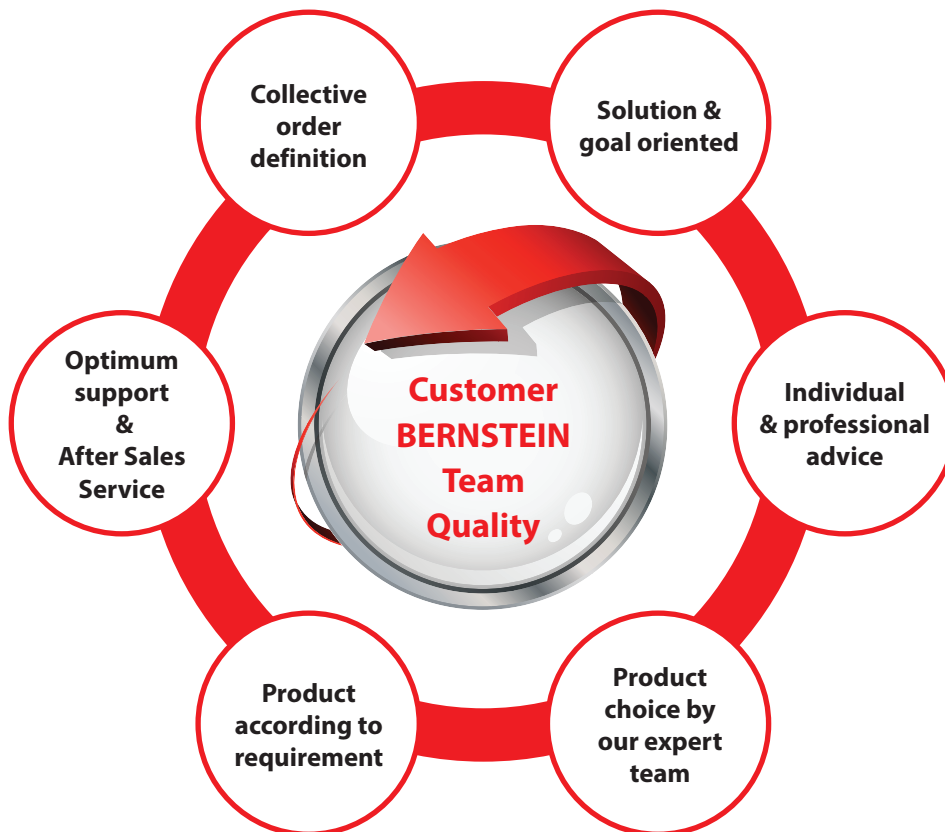 Collective
order
definition
Solution &
goal oriented
Optimum
support
&
After Sales
Service
Customer
BERNSTEIN
Team
Quality
Individual
& professional
advice
Product
according to
requirement
Product
choice by
our expert
team